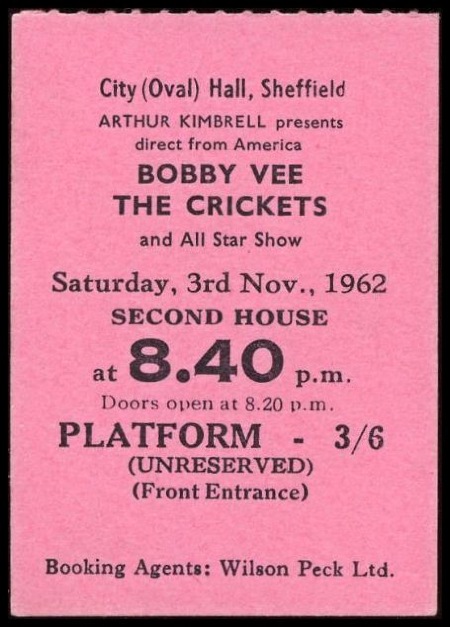 City (Oval) Hall, Sheffield
ARTHUR KIMBRELL presents
direct from America
BOBBY VEE
THE CRICKETS
and All Star Show
Saturday, 3rd Nov., 1962
SECOND HOUSE
at 8.40 p.m.
Doors open at 8.20 p.m.
PLATFORM - 3/6
(UNRESERVED)
(Front Entrance)
Booking Agents: Wilson Peck Ltd.